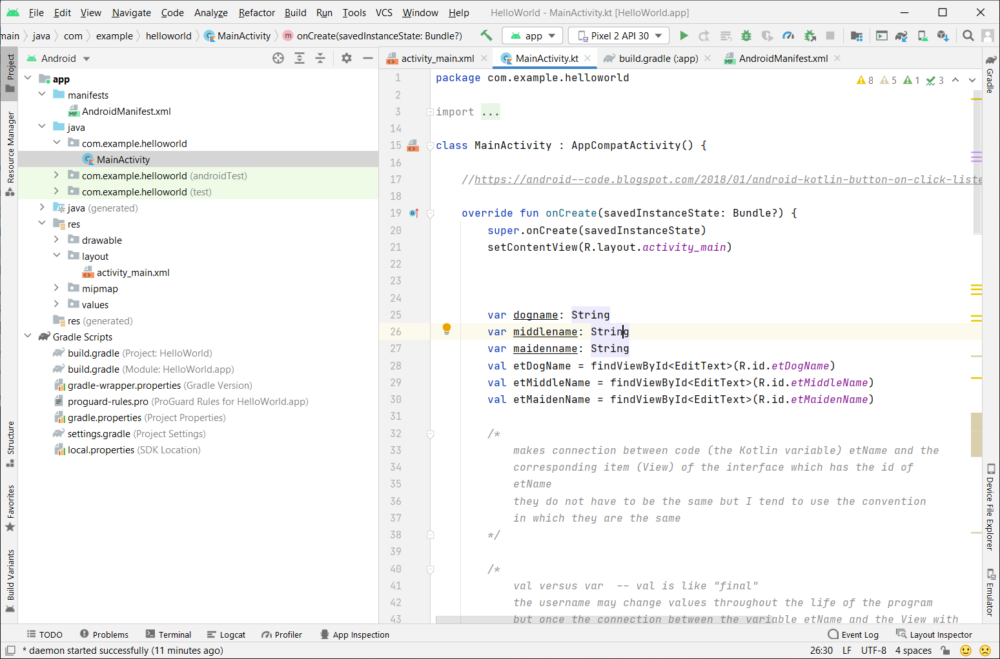 File Edit View Navigate Code Analyze Refactor Build Run Tools VCS Window Help HelloWorld - MainActivity.kt [HelloWorld.app]
main java com example helloworld MainActivity onCreate(savedInstanceState: Bundle?) app Pixel 2 API 30
Android
activity_main.xml MainActivity.kt build.gradle (:app) AndroidManifest.xml
Project
Resource Manager
Structure
Favorites
Build Variants
app
manifests
AndroidManifest.xml
java
com.example.helloworld
MainActivity
com.example.helloworld (androidTest)
com.example.helloworld (test)
java (generated)
res
drawable
layout
activity_main.xml
mipmap
values
res (generated)
Gradle Scripts
build.gradle (Project: HelloWorld)
build.gradle (Module: HelloWorld.app)
gradle-wrapper.properties (Gradle Version)
proguard-rules.pro (ProGuard Rules for HelloWorld.app)
gradle.properties (Project Properties)
settings.gradle (Project Settings)
local.properties (SDK Location)
8 5 1 3
1 package com.example.helloworld
2
3 import ...
14
15 class MainActivity : AppCompatActivity() {
16
17 //https://android--code.blogspot.com/2018/01/android-kotlin-button-on-click-liste
18
19 override fun onCreate(savedInstanceState: Bundle?) {
20 super.onCreate(savedInstanceState)
21 setContentView(R.layout.activity_main)
22
23
24
25 var dogname: String
26 var middlename: String
27 var maidenname: String
28 val etDogName = findViewById<EditText>(R.id.etDogName)
29 val etMiddleName = findViewById<EditText>(R.id.etMiddleName)
30 val etMaidenName = findViewById<EditText>(R.id.etMaidenName)
31
32 /*
33 makes connection between code (the Kotlin variable) etName and the
34 corresponding item (View) of the interface which has the id of
35 etName
36 they do not have to be the same but I tend to use the convention
37 in which they are the same
38 */
39
40 /*
41 val versus var -- val is like "final"
42 the username may change values throughout the life of the program
43 but once the connection between the variable etName and the View with
Gradle
Device File Explorer
Emulator
TODO Problems Terminal Logcat Profiler App Inspection Event Log Layout Inspector
* daemon started successfully (11 minutes ago) 26:30 LF UTF-8 4 spaces